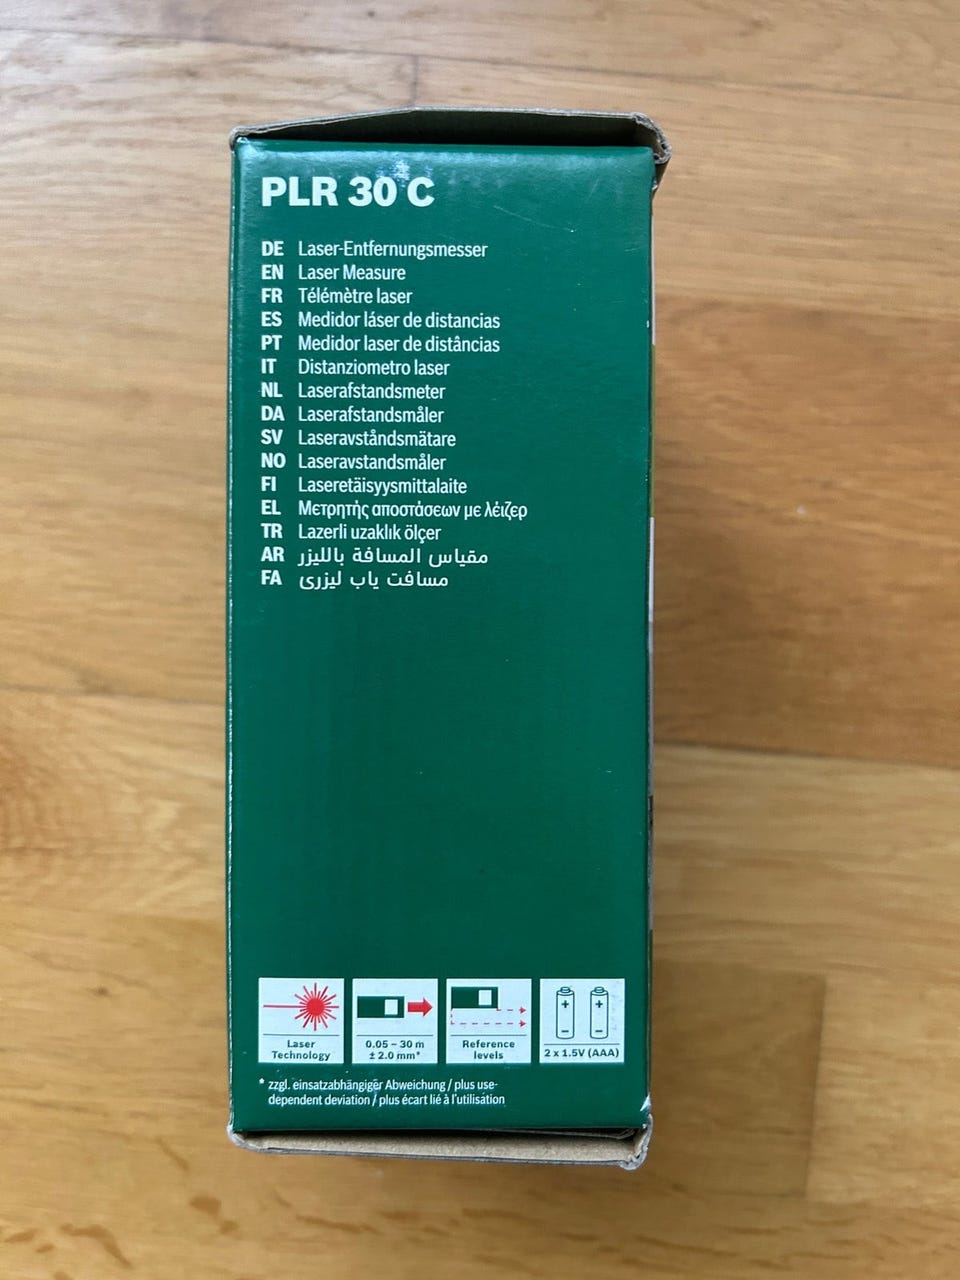 PLR 30 C
DE Laser-Entfernungsmesser
EN Laser Measure
FR Télémètre laser
ES Medidor láser de distancias
PT Medidor laser de distâncias
IT Distanziometro laser
NL Laserafstandsmeter
DA Laserafstandsmåler
SV Laseravståndsmätare
NO Laseravstandsmåler
FI Laseretäisyysmittalaite
EL Μετρητής αποστάσεων με λέιζερ
TR Lazerli uzaklık ölçer
AR مقياس المسافة بالليزر
FA مسافت یاب لیزری
Laser
Technology
0.05 – 30 m
± 2.0 mm*
Reference
levels
+ +
– –
2 x 1.5V (AAA)
* zzgl. einsatzabhängiger Abweichung / plus use-
dependent deviation / plus écart lié à l'utilisation